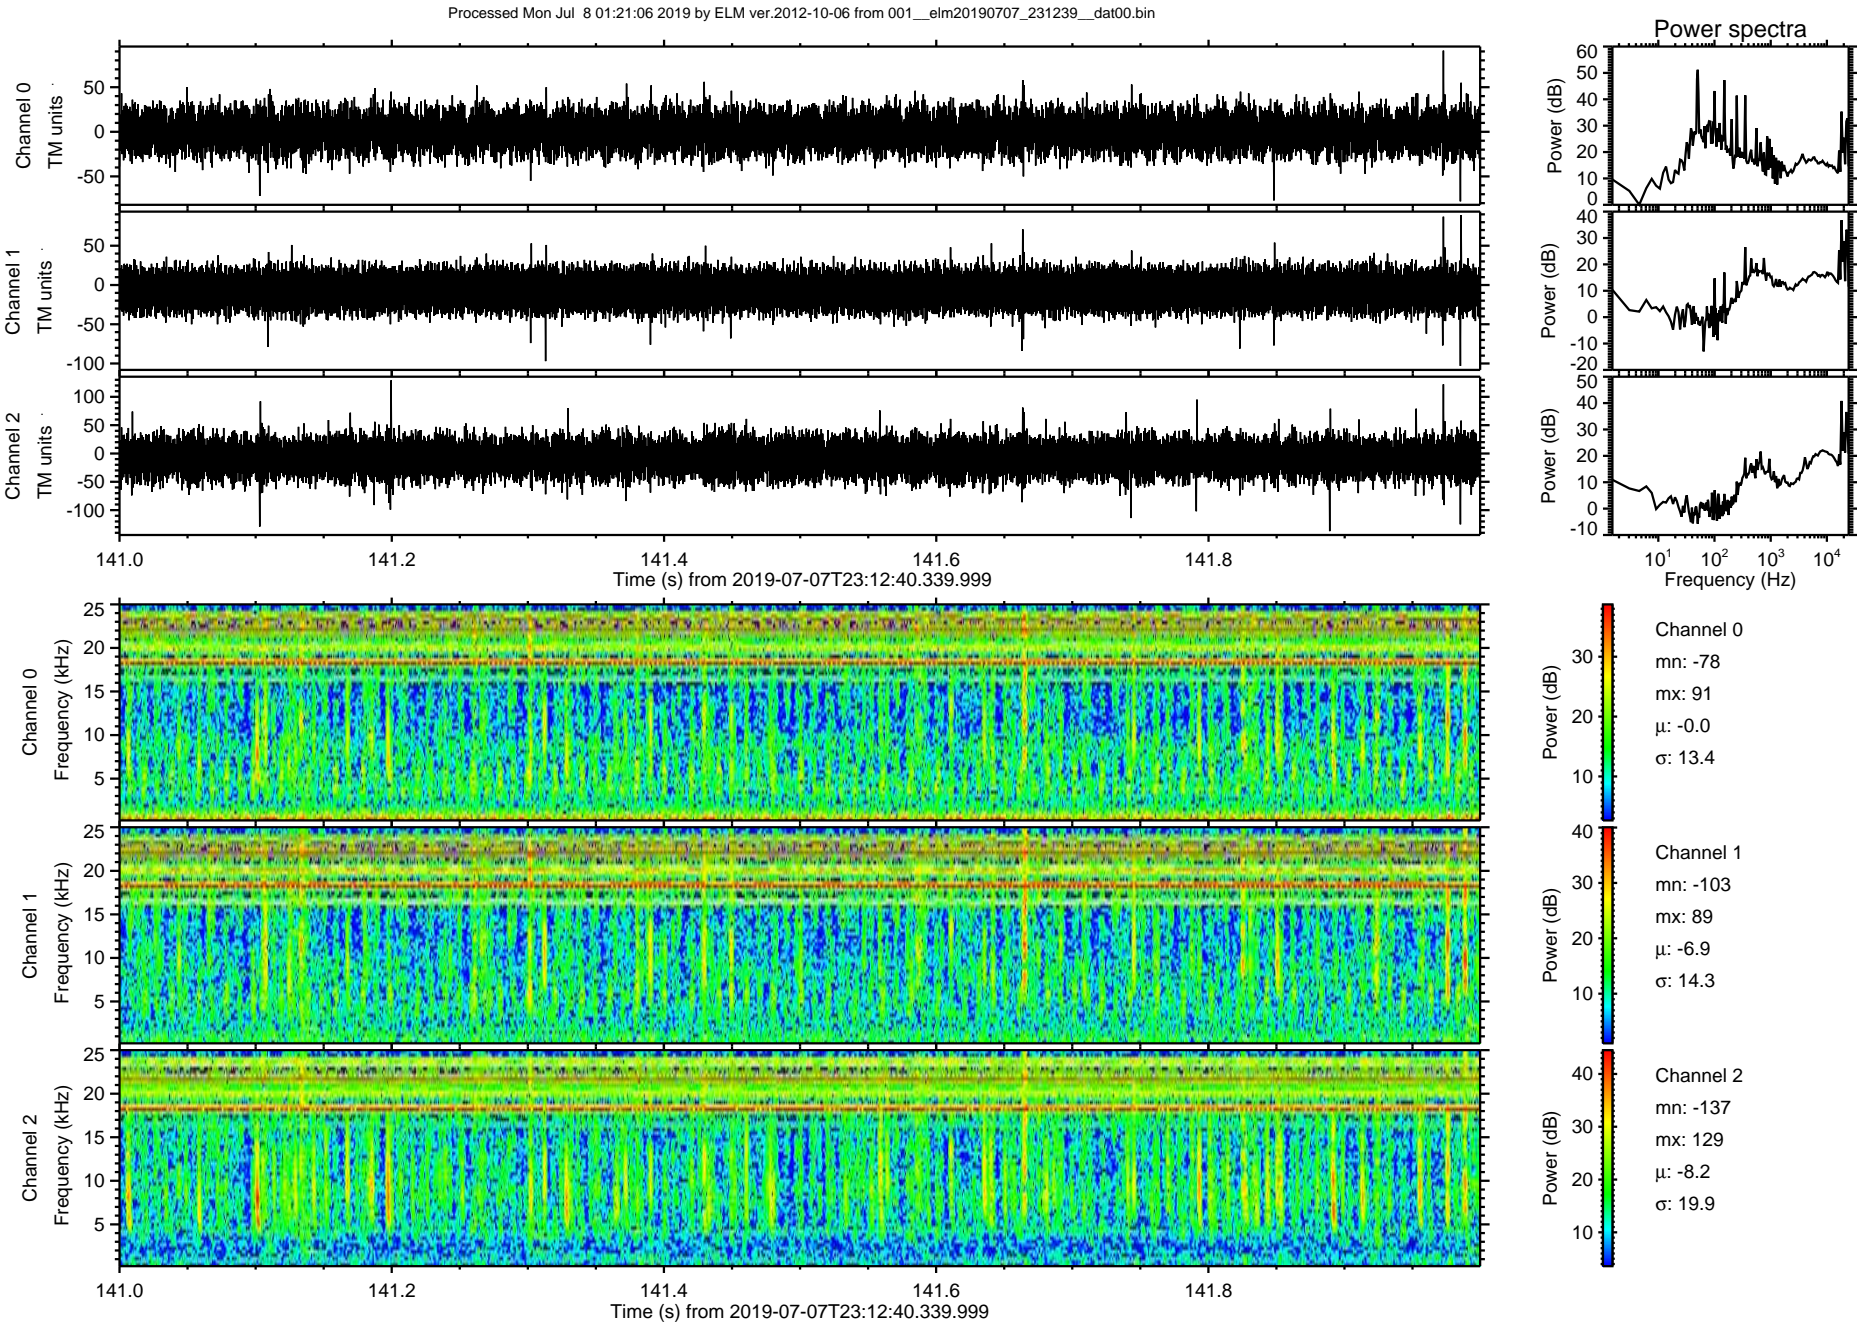 Processed Mon Jul  8 01:21:06 2019 by ELM ver.2012-10-06 from 001__elm20190707_231239__dat00.bin
Power spectra
Channel 0
TM units
50
0
-50
Power (dB)
60
50
40
30
20
10
0
Channel 1
TM units
50
0
-50
-100
Power (dB)
40
30
20
10
0
-10
-20
Channel 2
TM units
100
50
0
-50
-100
Power (dB)
50
40
30
20
10
0
-10
141.0 141.2 141.4 141.6 141.8
Time (s) from 2019-07-07T23:12:40.339.999
10^1 10^2 10^3 10^4
Frequency (Hz)
Channel 0
Frequency (kHz)
25
20
15
10
5
Power (dB)
30
20
10
Channel 0
mn: -78
mx: 91
μ: -0.0
σ: 13.4
Channel 1
Frequency (kHz)
25
20
15
10
5
Power (dB)
40
30
20
10
Channel 1
mn: -103
mx: 89
μ: -6.9
σ: 14.3
Channel 2
Frequency (kHz)
25
20
15
10
5
Power (dB)
40
30
20
10
Channel 2
mn: -137
mx: 129
μ: -8.2
σ: 19.9
141.0 141.2 141.4 141.6 141.8
Time (s) from 2019-07-07T23:12:40.339.999